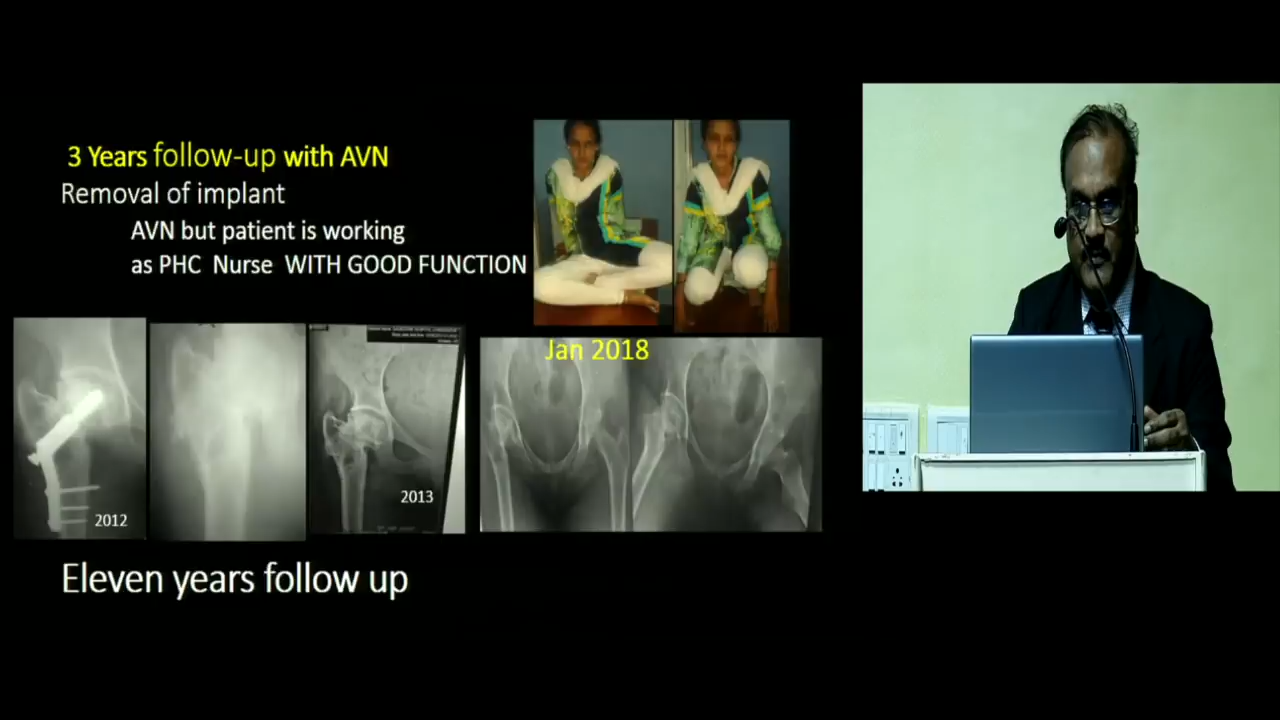 3 Years follow-up with AVN
Removal of implant
AVN but patient is working
as PHC Nurse WITH GOOD FUNCTION
Jan 2018
2012
2013
Eleven years follow up